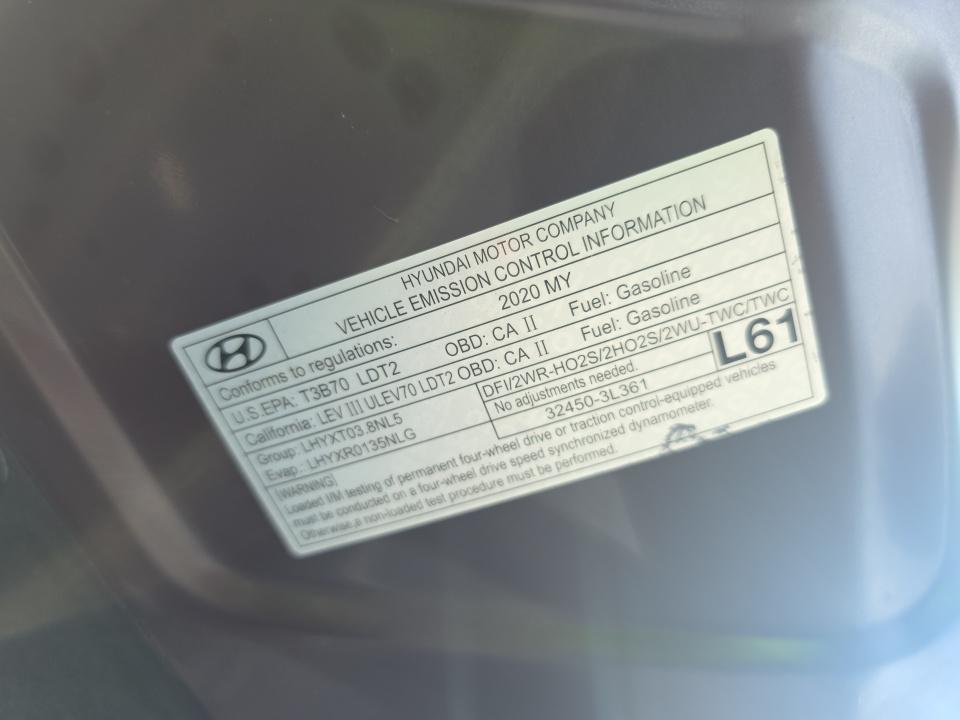 HYUNDAI MOTOR COMPANY
VEHICLE EMISSION CONTROL INFORMATION
Conforms to regulations: 2020 MY
U.S.EPA: T3B70 LDT2 OBD: CA II Fuel: Gasoline
California: LEV III ULEV70 LDT2 OBD: CA II Fuel: Gasoline
Group: LHYXT03.8NL5 DFI/2WR-HO2S/2HO2S/2WU-TWC/TWC
Evap.: LHYXR0135NLG No adjustments needed.
32450-3L361
L61
[WARNING]
Loaded I/M testing of permanent four-wheel drive or traction control-equipped vehicles
must be conducted on a four-wheel drive speed synchronized dynamometer.
Otherwise,a non-loaded test procedure must be performed.